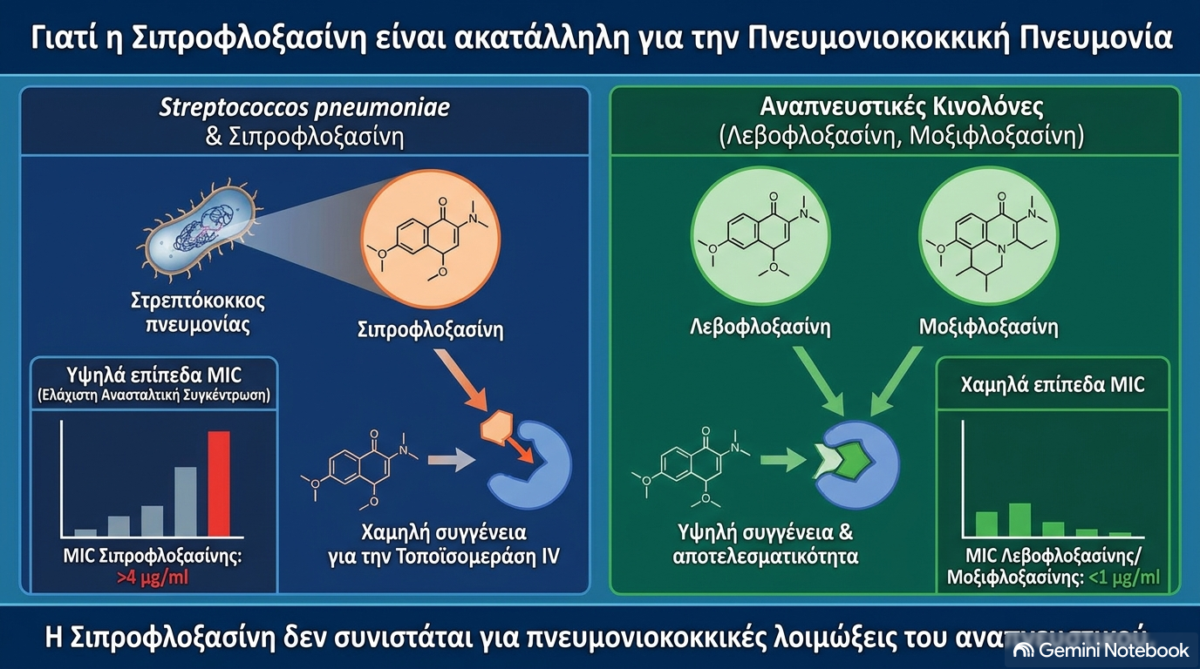 Γιατί η Σιπροφλοξασίνη είναι ακατάλληλη για την Πνευμονιοκοκκική Πνευμονία
Streptococcos pneumoniae
& Σιπροφλοξασίνη
Στρεπτόκοκκος
πνευμονίας
Σιπροφλοξασίνη
O
N
O
O
Υψηλά επίπεδα MIC
(Ελάχιστη Ανασταλτική Συγκέντρωση)
MIC Σιπροφλοξασίνης:
>4 μg/ml
O
N
O
O
Χαμηλή συγγένεια
για την Τοποϊσομεράση IV
Αναπνευστικές Κινολόνες
(Λεβοφλοξασίνη, Μοξιφλοξασίνη)
O
N
O
O
Λεβοφλοξασίνη
O
N
O
N
Μοξιφλοξασίνη
O
N
O
O
Υψηλή συγγένεια &
αποτελεσματικότητα
Χαμηλά επίπεδα MIC
MIC Λεβοφλοξασίνης/
Μοξιφλοξασίνης: <1 μg/ml
Η Σιπροφλοξασίνη δεν συνιστάται για πνευμονιοκοκκικές λοιμώξεις του αναπνευστικού.
Gemini Notebook